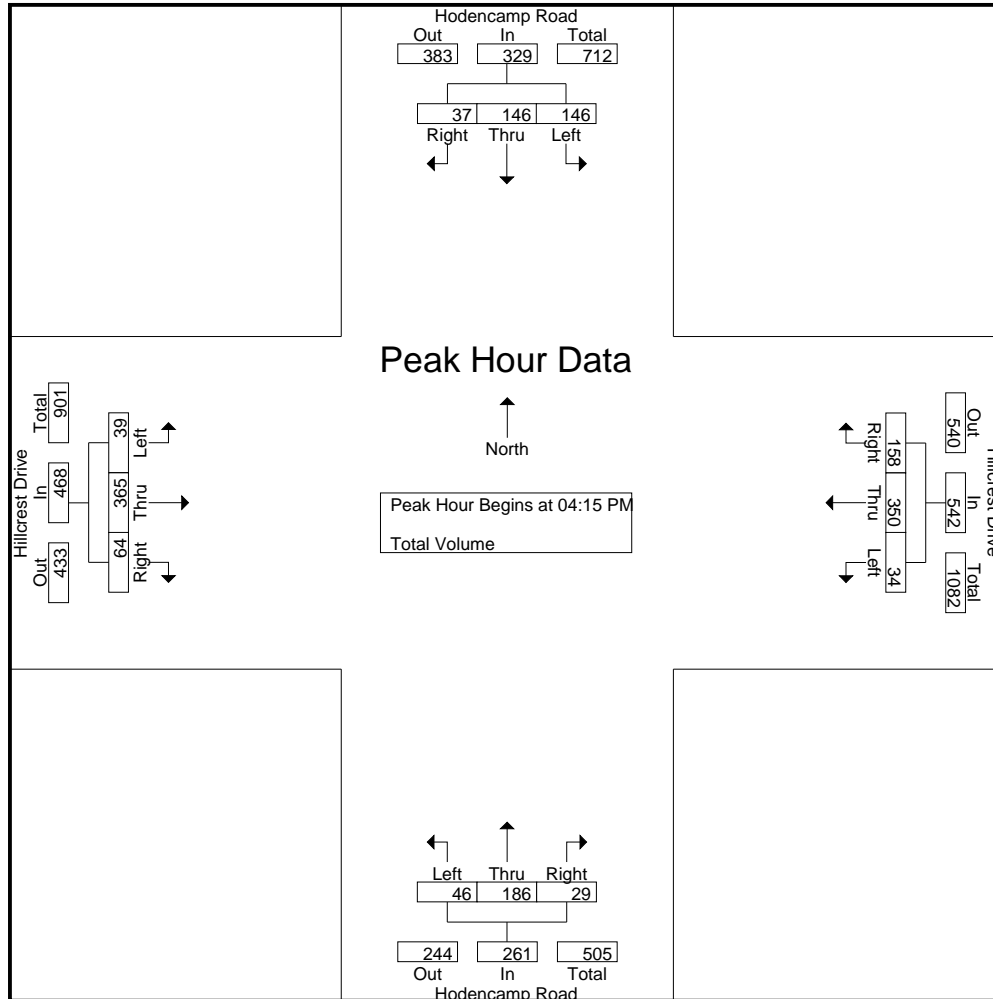 Hodencamp Road
Out In Total
383 329 712
37 146 146
Right Thru Left
Peak Hour Data
North
Peak Hour Begins at 04:15 PM
Total Volume
Hillcrest Drive
Total In Out
901 468 433
39 365 64
Left Thru Right
Right Thru Left
158 350 34
Out In Total
540 542 1082
Hillcrest Drive
Left Thru Right
46 186 29
244 261 505
Out In Total
Hodencamp Road